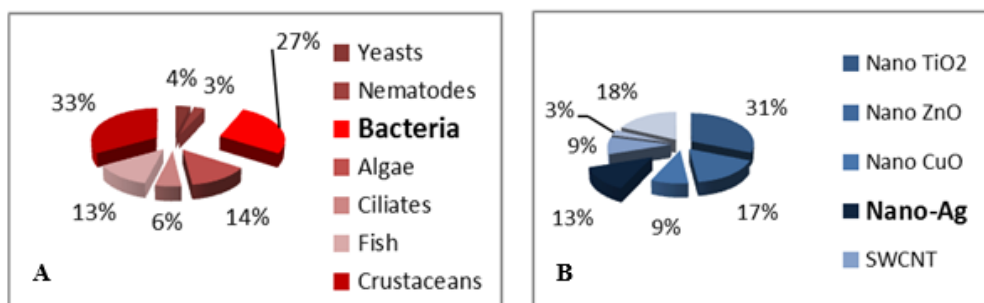 27%
4%
3%
33%
13%
6%
14%
Yeasts
Nematodes
Bacteria
Algae
Ciliates
Fish
Crustaceans
A
18%
3%
31%
9%
13%
9%
17%
Nano TiO2
Nano ZnO
Nano CuO
Nano-Ag
SWCNT
B